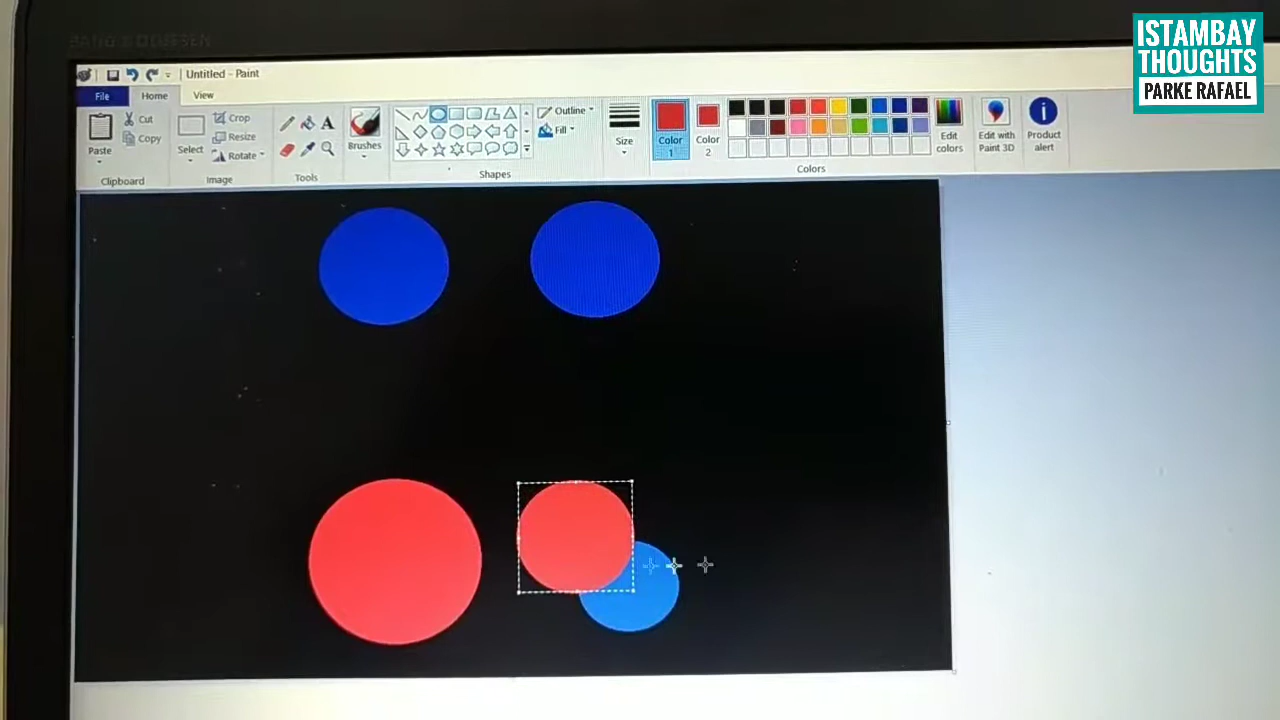 ISTAMBAY
THOUGHTS
PARKE RAFAEL
Untitled - Paint
File
Home
View
Paste
Cut
Copy
Clipboard
Select
Crop
Resize
Rotate
Image
A
Tools
Brushes
Shapes
Outline
Fill
Size
Color
1
Color
2
Colors
Edit
colors
Edit with
Paint 3D
Product
alert